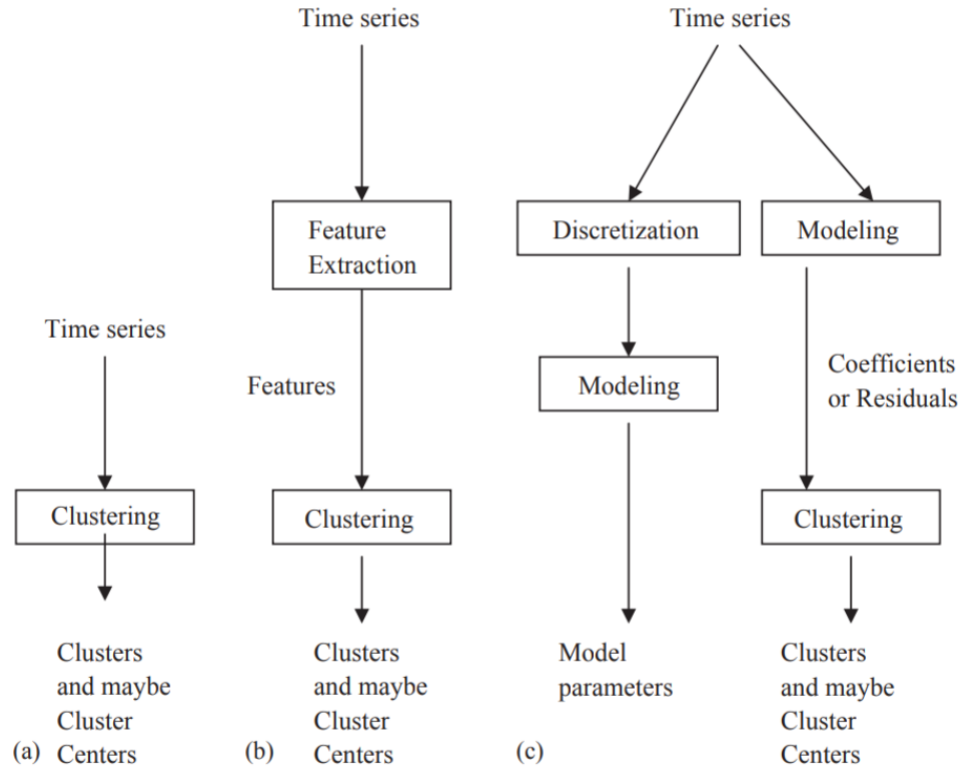 Time series
Clustering
Clusters
and maybe
Cluster
(a) Centers
Time series
Feature
Extraction
Features
Clustering
Clusters
and maybe
Cluster
(b) Centers
Time series
Discretization
Modeling
Model
parameters
(c)
Modeling
Coefficients
or Residuals
Clustering
Clusters
and maybe
Cluster
Centers